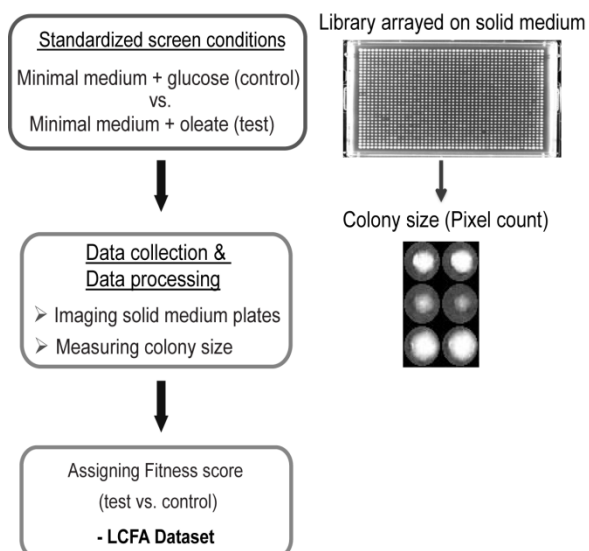 Standardized screen conditions
Minimal medium + glucose (control)
vs.
Minimal medium + oleate (test)
Data collection &
Data processing
➢ Imaging solid medium plates
➢ Measuring colony size
Assigning Fitness score
(test vs. control)
- LCFA Dataset
Library arrayed on solid medium
Colony size (Pixel count)